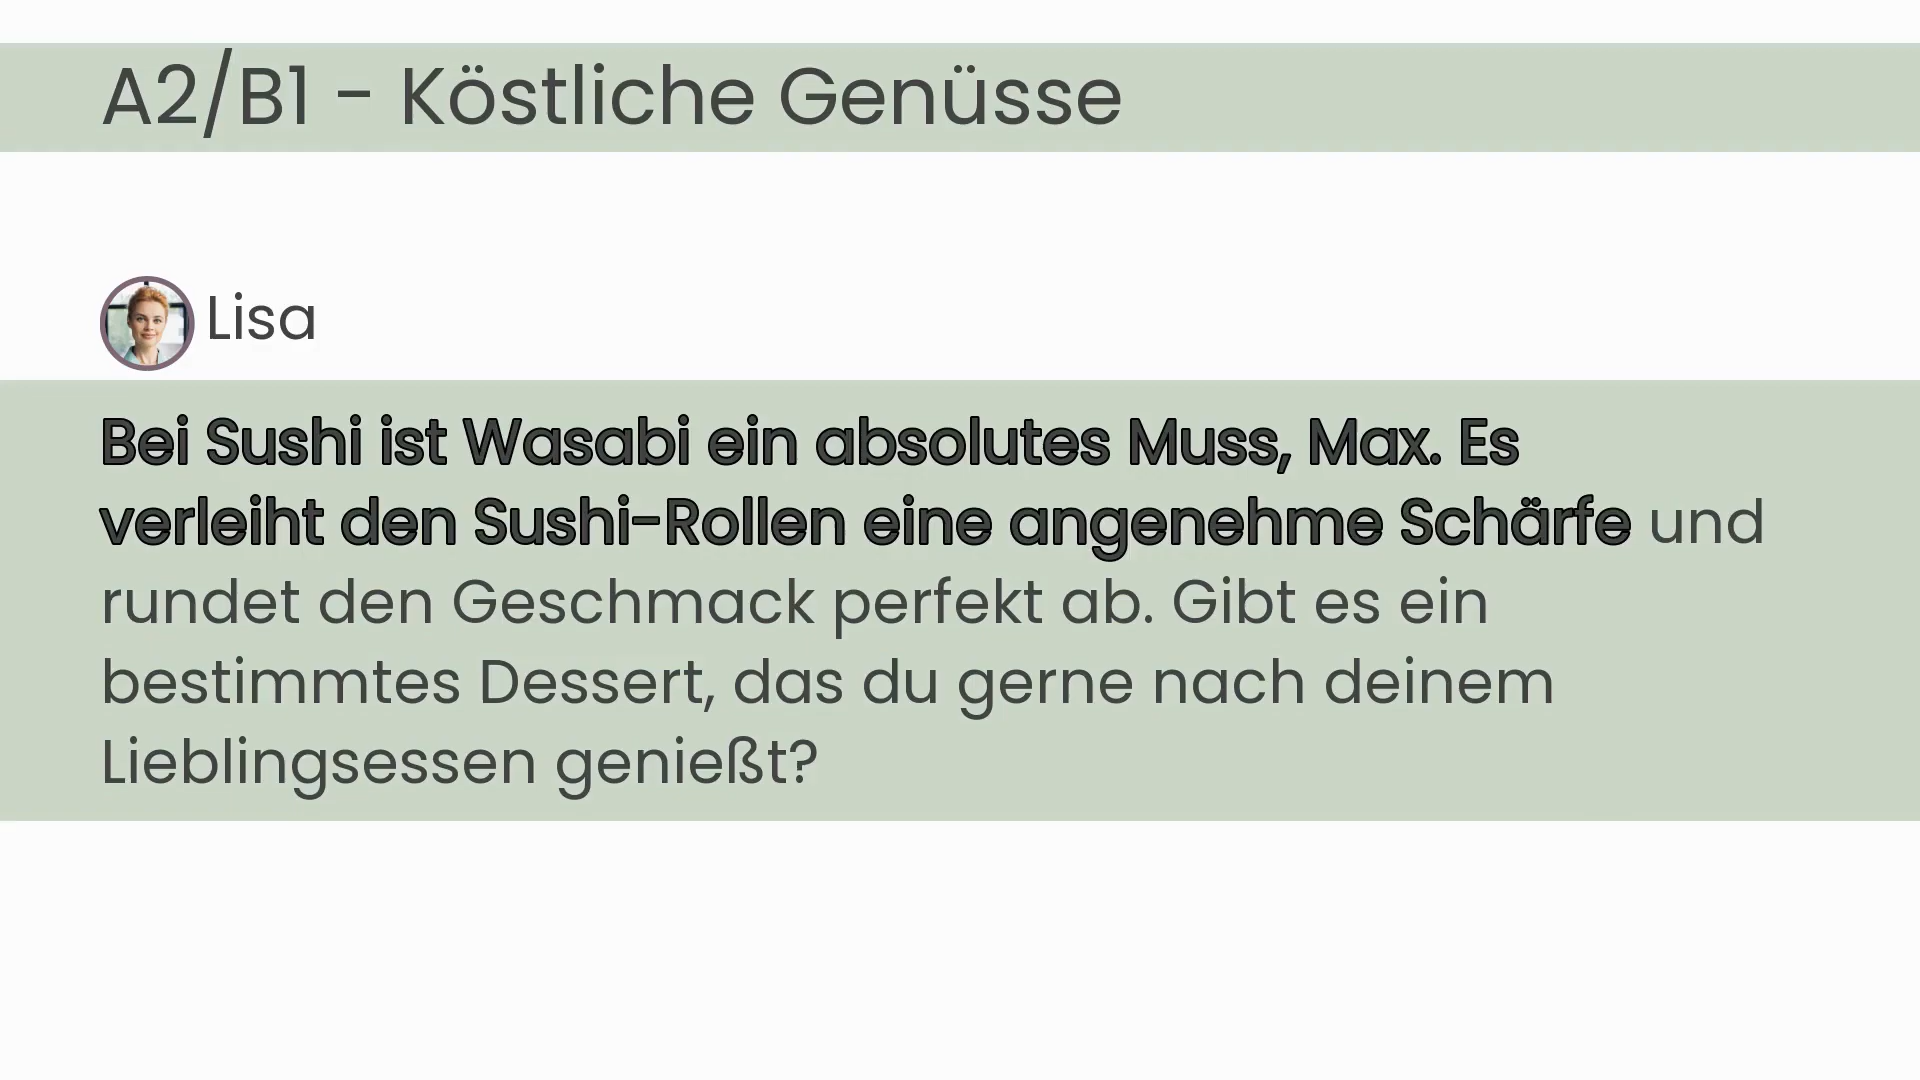 A2/B1 - Köstliche Genüsse
Lisa
Bei Sushi ist Wasabi ein absolutes Muss, Max. Es
verleiht den Sushi-Rollen eine angenehme Schärfe und
rundet den Geschmack perfekt ab. Gibt es ein
bestimmtes Dessert, das du gerne nach deinem
Lieblingsessen genießt?